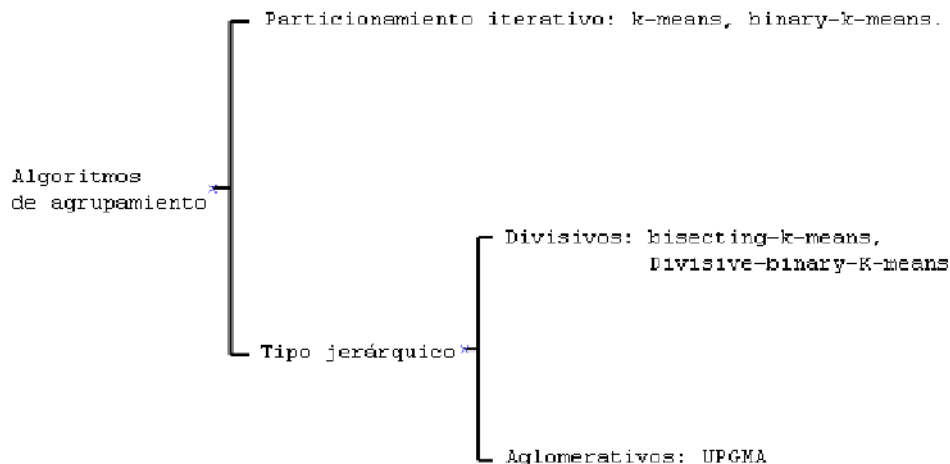 Particionamiento iterativo: k-means, binary-k-means.
Algoritmos
de agrupamiento
Divisivos: bisecting-k-means,
Divisive-binary-K-means
Tipo jerárquico
Aglomerativos: UPGMA